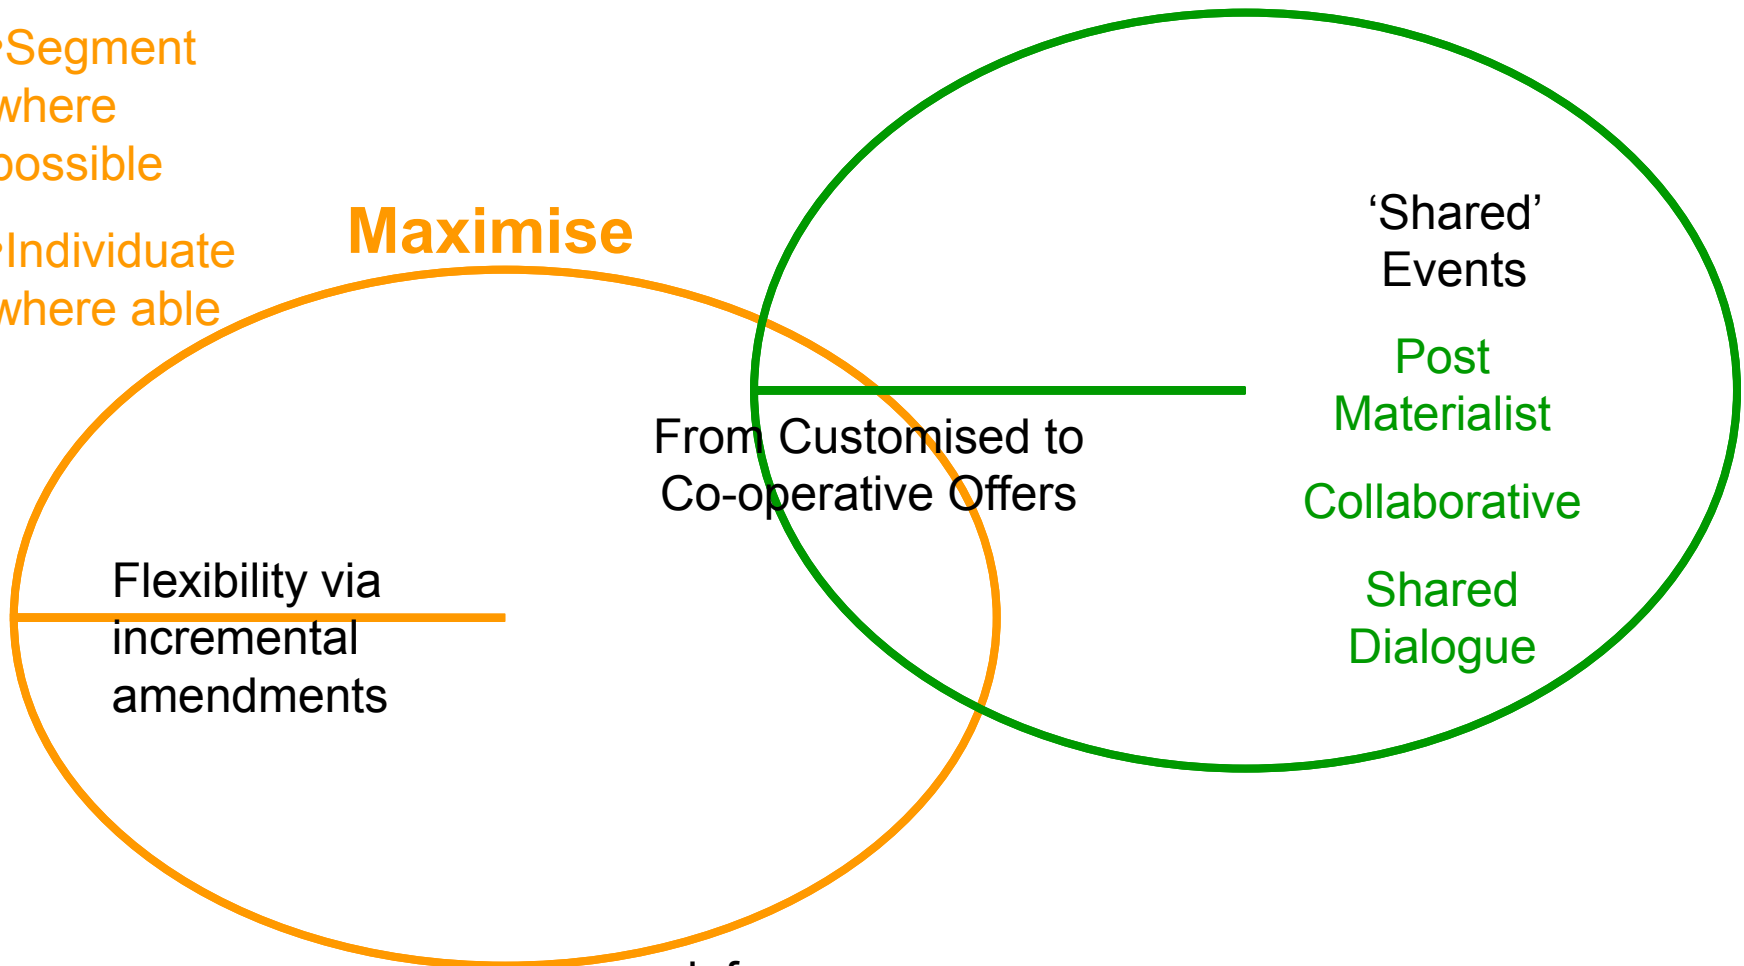 •Segment
where
possible
•Individuate
where able
Maximise
‘Shared’
Events
Post
Materialist
Collaborative
Shared
Dialogue
From Customised to
Co-operative Offers
Flexibility via
incremental
amendments